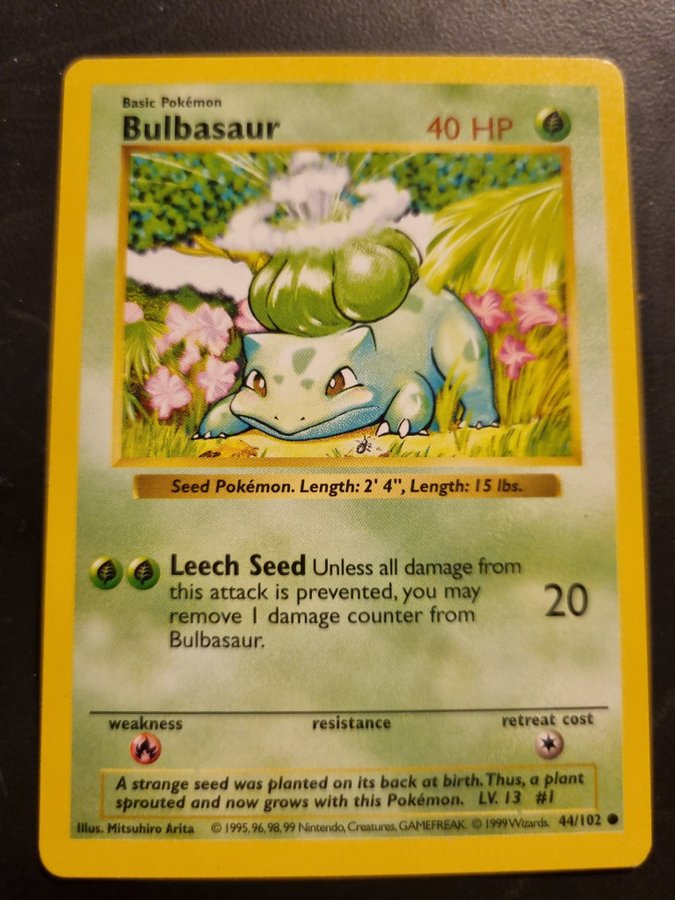 Basic Pokémon
Bulbasaur 40 HP
Seed Pokémon. Length: 2' 4", Length: 15 lbs.
Leech Seed Unless all damage from
this attack is prevented, you may
remove 1 damage counter from
Bulbasaur.
20
weakness resistance retreat cost
A strange seed was planted on its back at birth. Thus, a plant
sprouted and now grows with this Pokémon. LV. 13 #1
Illus. Mitsuhiro Arita © 1995, 96, 98, 99 Nintendo, Creatures, GAMEFREAK. © 1999 Wizards. 44/102